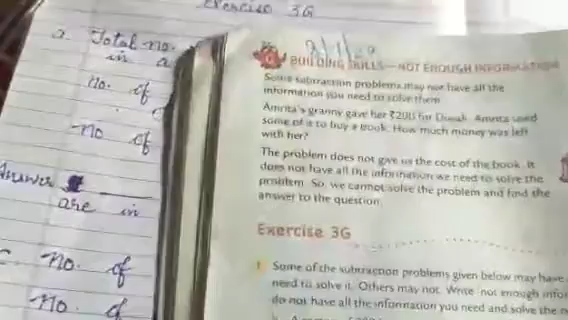 Exercise 3G
2. Total no.
in a
no. of
no of
Answer
are in
no. of
no. of
BUILDING SKILLS—NOT ENOUGH INFORMATION
Some subtraction problems may not have all the
information you need to solve them.
Amrita's granny gave her ₹200 for Diwali. Amrita used
some of it to buy a book. How much money was left
with her?
The problem does not give us the cost of the book. It
does not have all the information we need to solve the
problem. So, we cannot solve the problem and find the
answer to the question.
Exercise 3G
1. Some of the subtraction problems given below may have
need to solve it. Others may not. Write not enough infor
do not have all the information you need and solve the